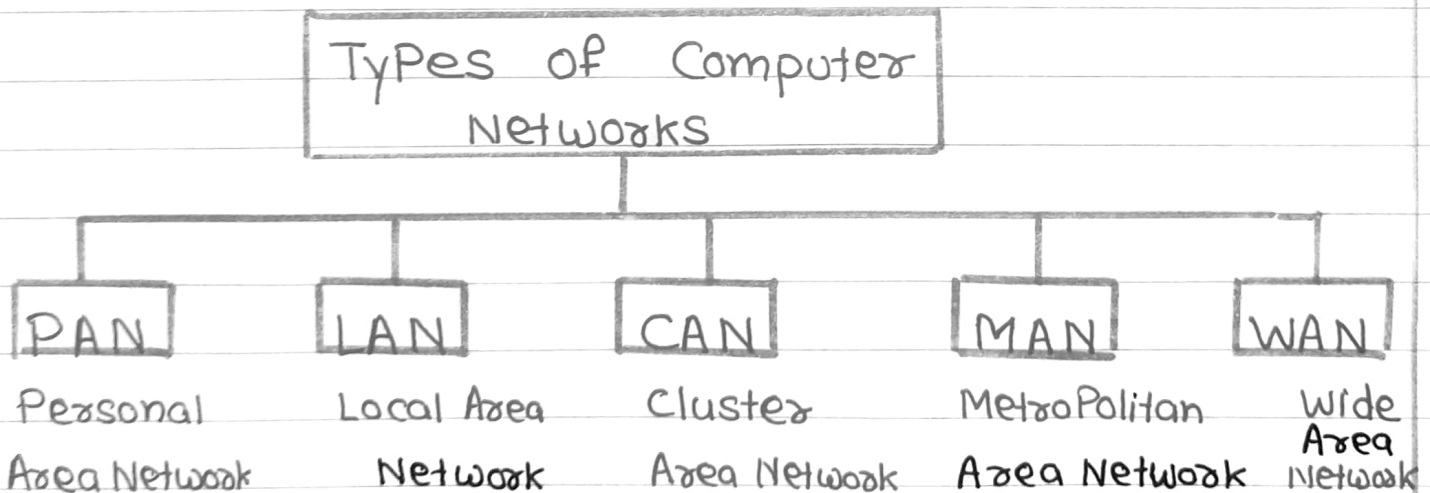 Types of Computer
Networks
PAN
LAN
CAN
MAN
WAN
Personal
Area Network
Local Area
Network
Cluster
Area Network
Metropolitan
Area Network
Wide
Area
Network